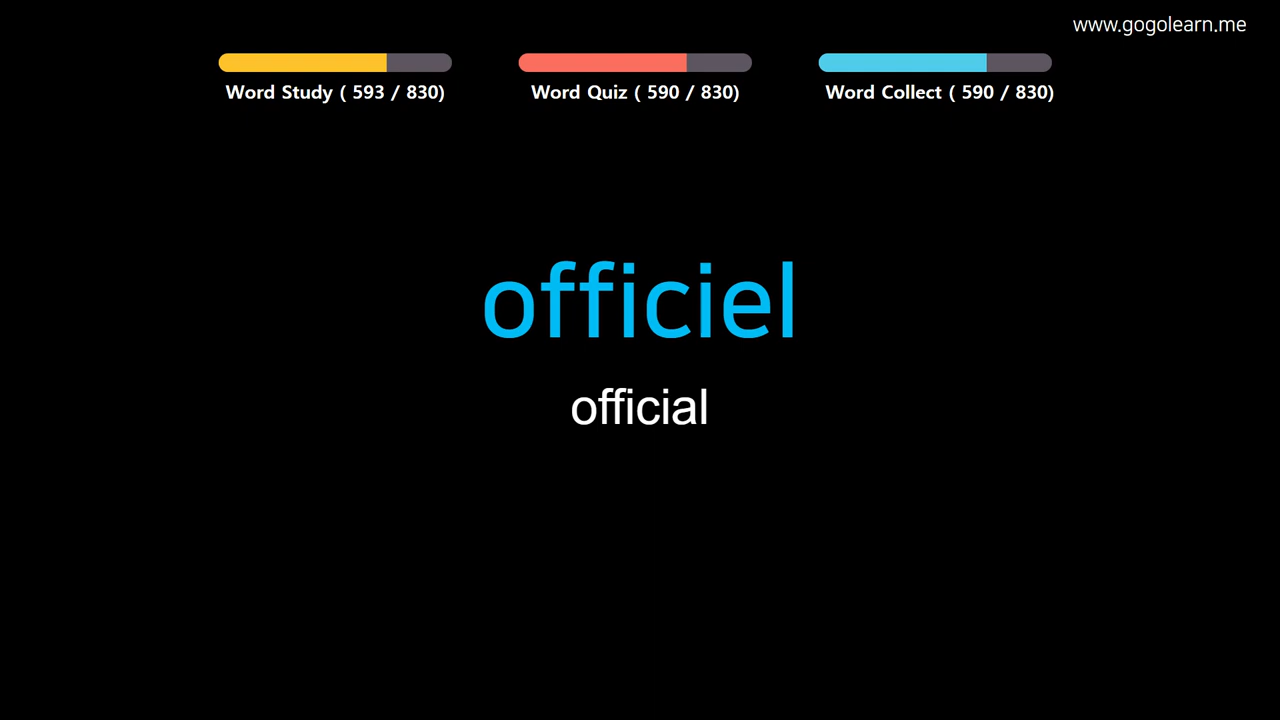 www.gogolearn.me
Word Study ( 593 / 830)
Word Quiz ( 590 / 830)
Word Collect ( 590 / 830)
officiel
official